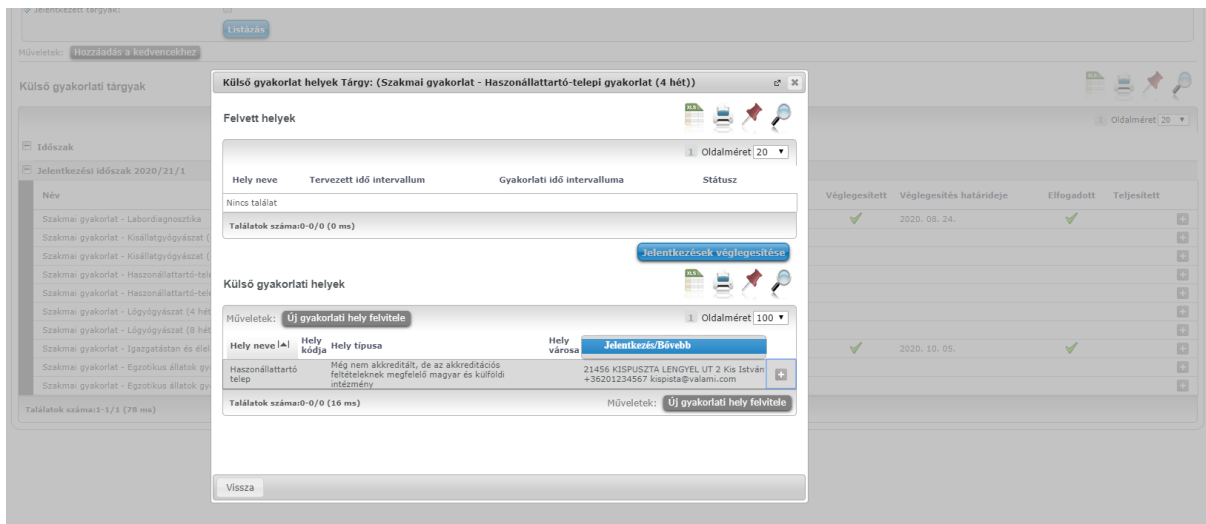 Jelentkezett tárgyak:
Listázás
Műveletek: Hozzáadás a kedvencekhez
Külső gyakorlati tárgyak
1 Oldalméret 20
Időszak
Jelentkezési időszak 2020/21/1
Név Véglegesített Véglegesítés határideje Elfogadott Teljesített
Szakmai gyakorlat - Labordiagnosztika 2020. 08. 24.
Szakmai gyakorlat - Kisállatgyógyászat (
Szakmai gyakorlat - Kisállatgyógyászat (
Szakmai gyakorlat - Haszonállattartó-tele
Szakmai gyakorlat - Haszonállattartó-tele
Szakmai gyakorlat - Lógyógyászat (4 hét
Szakmai gyakorlat - Lógyógyászat (8 hét
Szakmai gyakorlat - Igazgatástan és élel 2020. 10. 05.
Szakmai gyakorlat - Egzotikus állatok gy
Szakmai gyakorlat - Egzotikus állatok gy
Találatok száma:1-1/1 (78 ms)
Külső gyakorlat helyek Tárgy: (Szakmai gyakorlat - Haszonállattartó-telepi gyakorlat (4 hét))
Felvett helyek
XLS
1 Oldalméret 20
Hely neve Tervezett idő intervallum Gyakorlati idő intervalluma Státusz
Nincs találat
Találatok száma:0-0/0 (0 ms)
Jelentkezések véglegesítése
Külső gyakorlati helyek
XLS
Műveletek: Új gyakorlati hely felvitele 1 Oldalméret 100
Hely neve Hely kódja Hely típusa Hely városa Jelentkezés/Bővebb
Haszonállattartó telep
Még nem akkreditált, de az akkreditációs
feltételeknek megfelelő magyar és külföldi
intézmény
21456 KISPUSZTA LENGYEL UT 2 Kis István
+36201234567 kispista@valami.com
Találatok száma:0-0/0 (16 ms) Műveletek: Új gyakorlati hely felvitele
Vissza